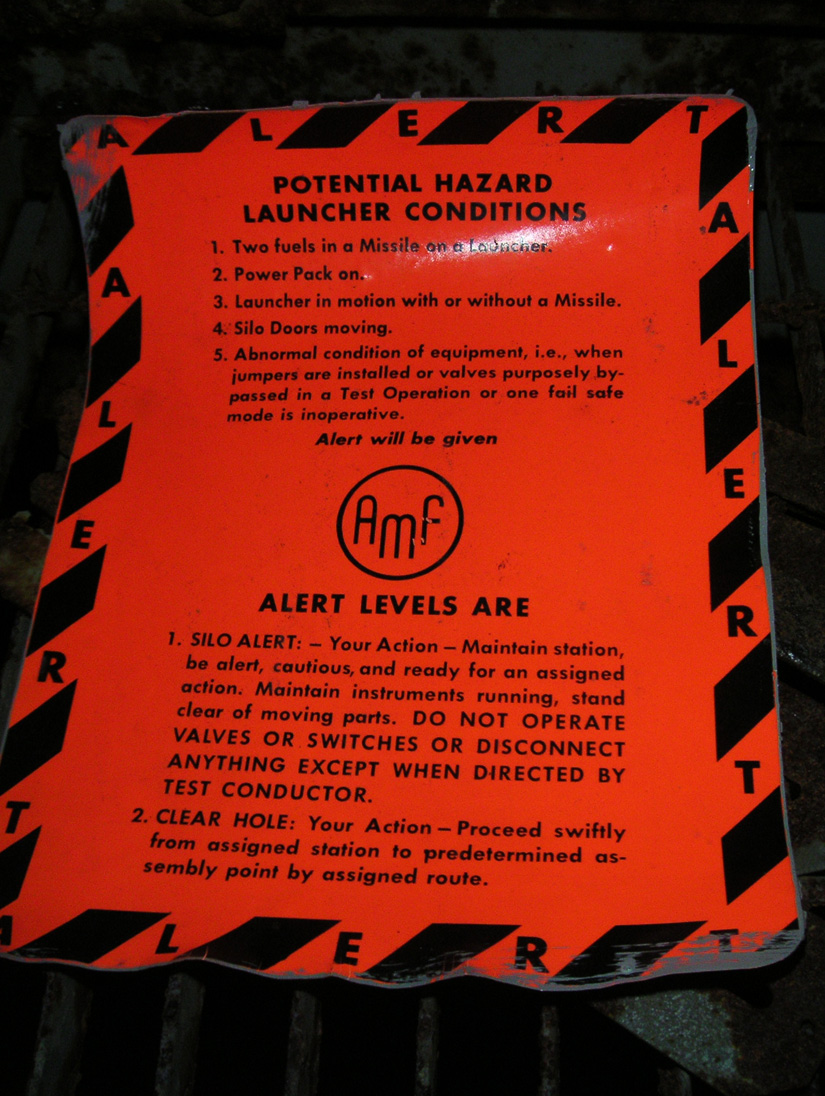 A L E R T
POTENTIAL HAZARD
LAUNCHER CONDITIONS
1. Two fuels in a Missile on a Launcher.
2. Power Pack on.
3. Launcher in motion with or without a Missile.
4. Silo Doors moving.
5. Abnormal condition of equipment, i.e., when
jumpers are installed or valves purposely by-
passed in a Test Operation or one fail safe
mode is inoperative.
Alert will be given
AMF
ALERT LEVELS ARE
1. SILO ALERT: – Your Action – Maintain station,
be alert, cautious, and ready for an assigned
action. Maintain instruments running, stand
clear of moving parts. DO NOT OPERATE
VALVES OR SWITCHES OR DISCONNECT
ANYTHING EXCEPT WHEN DIRECTED BY
TEST CONDUCTOR.
2. CLEAR HOLE: Your Action – Proceed swiftly
from assigned station to predetermined as-
sembly point by assigned route.
A L E R T
A L E R T
A L E R T